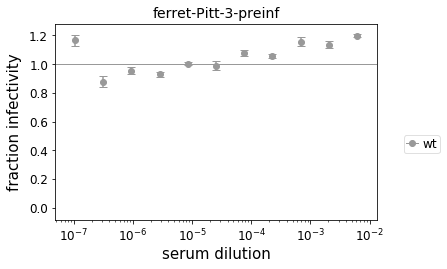 ferret-Pitt-3-preinf
fraction infectivity
1.2
1.0
0.8
0.6
0.4
0.2
0.0
10⁻⁷ 10⁻⁶ 10⁻⁵ 10⁻⁴ 10⁻³ 10⁻²
serum dilution
wt